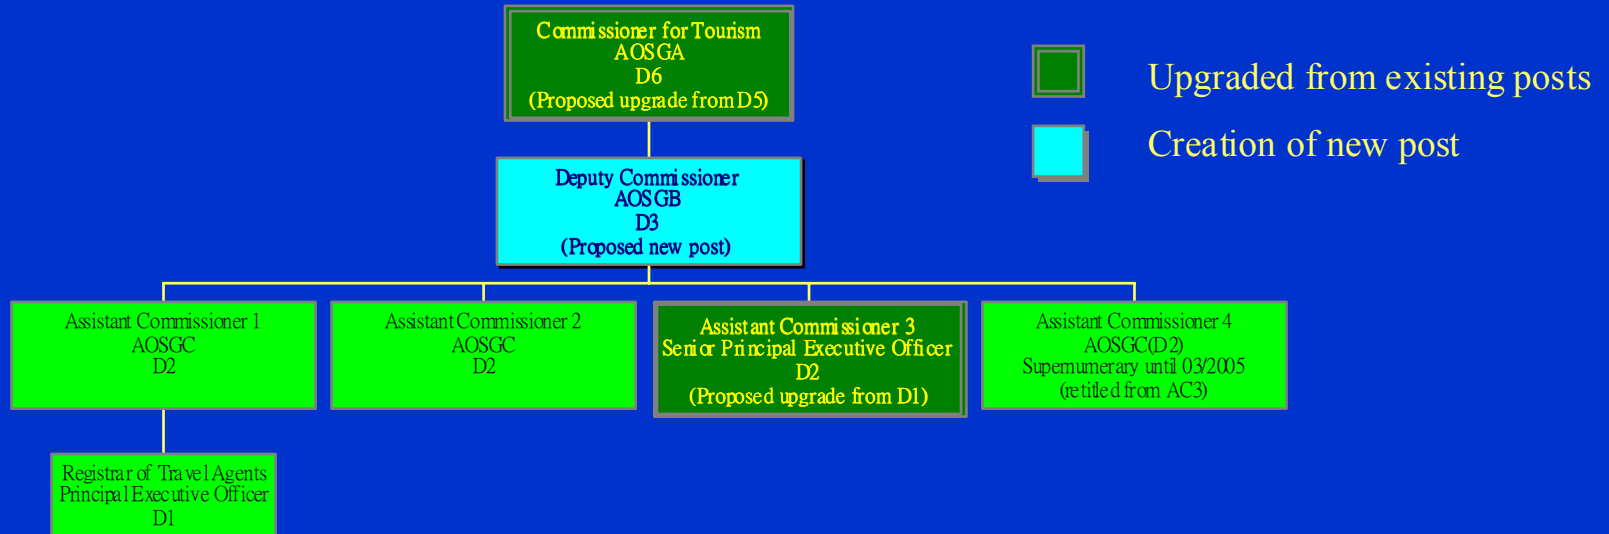 Commissioner for Tourism
AOSGA
D6
(Proposed upgrade from D5)
Upgraded from existing posts
Creation of new post
Deputy Commissioner
AOSGB
D3
(Proposed new post)
Assistant Commissioner 1
AOSGC
D2
Assistant Commissioner 2
AOSGC
D2
Assistant Commissioner 3
Senior Principal Executive Officer
D2
(Proposed upgrade from D1)
Assistant Commissioner 4
AOSGC(D2)
Supernumerary until 03/2005
(retitled from AC3)
Registrar of Travel Agents
Principal Executive Officer
D1